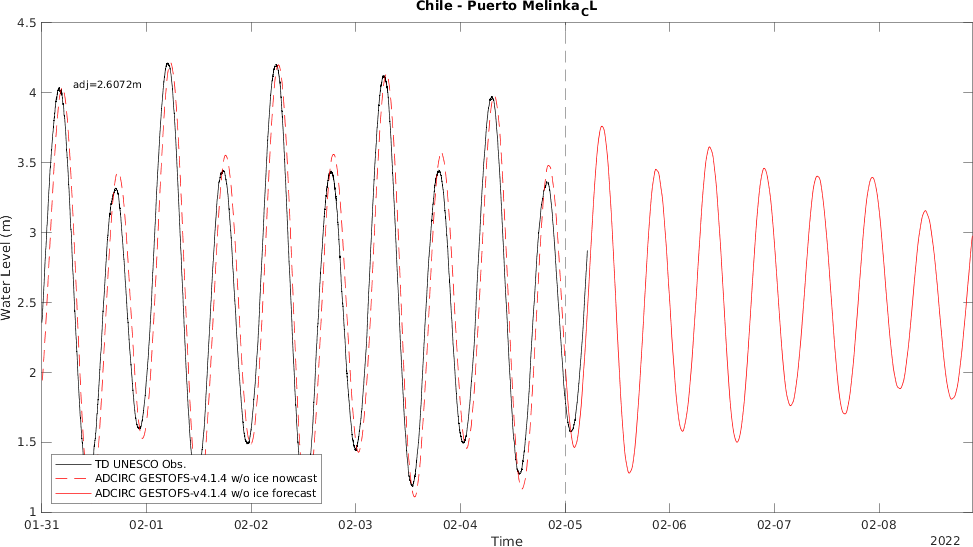 Chile - Puerto Melinka_CL
4.5
4
3.5
3
2.5
2
1.5
1
Water Level (m)
adj=2.6072m
TD UNESCO Obs.
ADCIRC GESTOFS-v4.1.4 w/o ice nowcast
ADCIRC GESTOFS-v4.1.4 w/o ice forecast
01-31
02-01
02-02
02-03
02-04
02-05
02-06
02-07
02-08
Time
2022